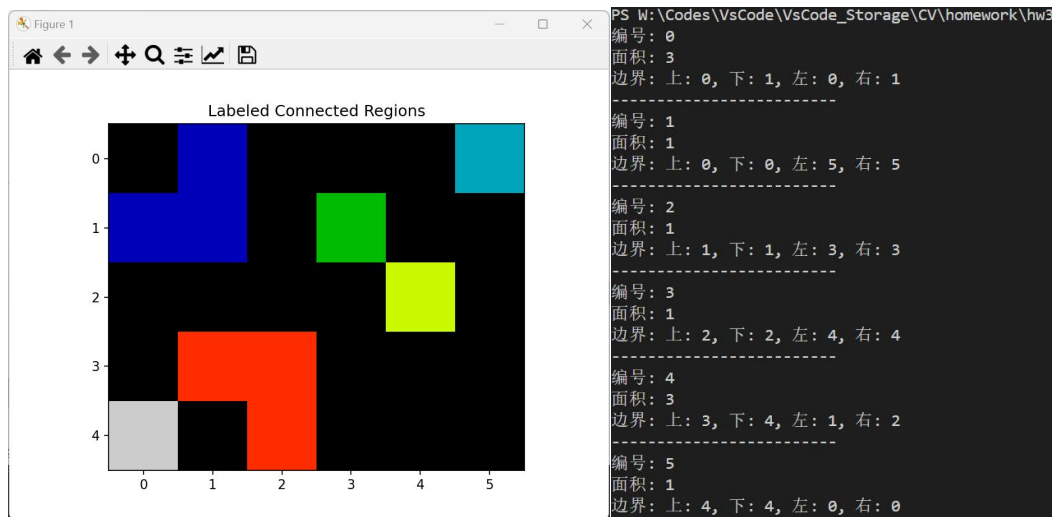 Figure 1
Labeled Connected Regions
0
1
2
3
4
0 1 2 3 4 5
PS W:\Codes\VsCode\VsCode_Storage\CV\homework\hw3
编号: 0
面积: 3
边界: 上: 0, 下: 1, 左: 0, 右: 1
--------------------------
编号: 1
面积: 1
边界: 上: 0, 下: 0, 左: 5, 右: 5
--------------------------
编号: 2
面积: 1
边界: 上: 1, 下: 1, 左: 3, 右: 3
--------------------------
编号: 3
面积: 1
边界: 上: 2, 下: 2, 左: 4, 右: 4
--------------------------
编号: 4
面积: 3
边界: 上: 3, 下: 4, 左: 1, 右: 2
--------------------------
编号: 5
面积: 1
边界: 上: 4, 下: 4, 左: 0, 右: 0